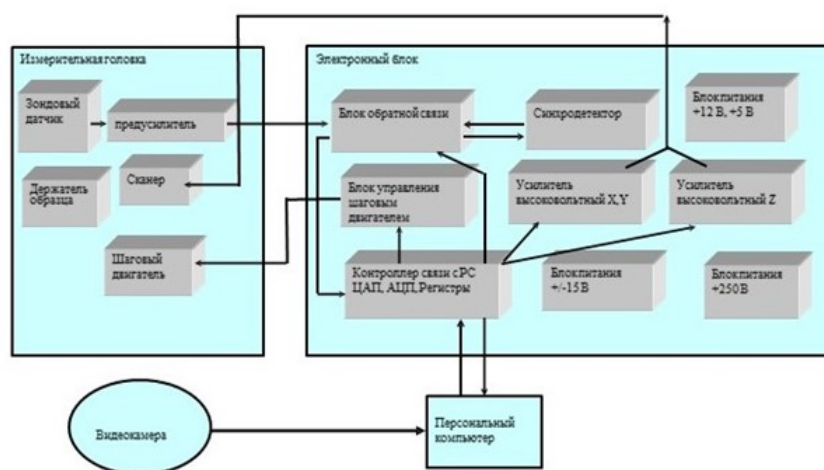 Измерительная головка
Зондовый
датчик
предусилитель
Держатель
образца
Сканер
Шаговый
двигатель
Электронный блок
Блок обратной связи
Синхродетектор
Блок питания
+12 В, +5 В
Блок управления
шаговым
двигателем
Усилитель
высоковольтный X,Y
Усилитель
высоковольтный Z
Контроллер связи с PC
ЦАП, АЦП, Регистры
Блок питания
+/-15 В
Блок питания
+250 В
Видеокамера
Персональный
компьютер